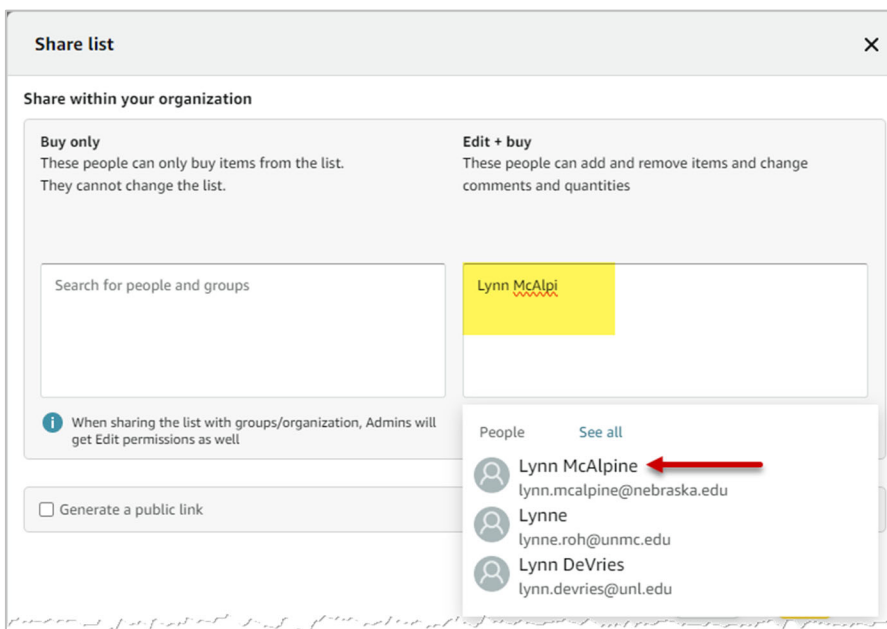 Share list
Share within your organization
Buy only
These people can only buy items from the list.
They cannot change the list.
Edit + buy
These people can add and remove items and change
comments and quantities
Search for people and groups
Lynn McAlpi
When sharing the list with groups/organization, Admins will
get Edit permissions as well
People See all
Lynn McAlpine
lynn.mcalpine@nebraska.edu
Lynne
lynne.roh@unmc.edu
Lynn DeVries
lynn.devries@unl.edu
Generate a public link